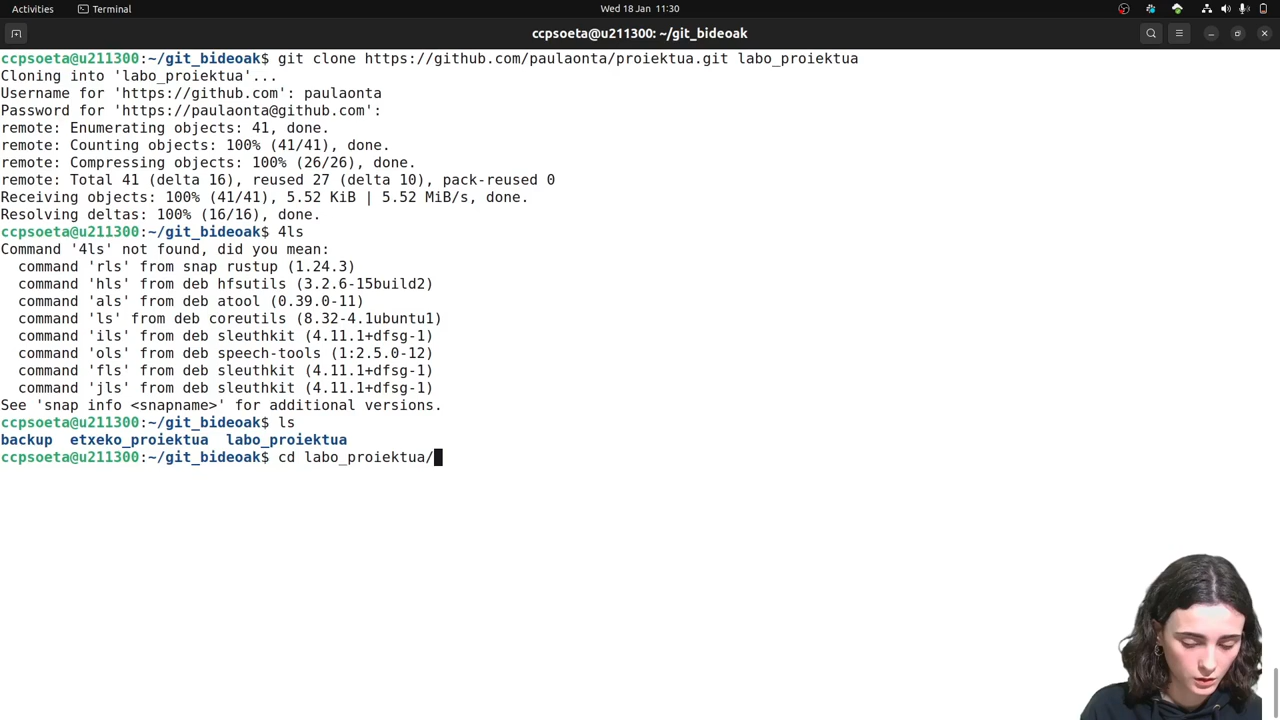 Activities
Terminal
Wed 18 Jan 11:30
ccpsoeta@u211300: ~/git_bideoak
ccpsoeta@u211300:~/git_bideoak$ git clone https://github.com/paulaonta/proiektua.git labo_proiektua
Cloning into 'labo_proiektua'...
Username for 'https://github.com': paulaonta
Password for 'https://paulaonta@github.com':
remote: Enumerating objects: 41, done.
remote: Counting objects: 100% (41/41), done.
remote: Compressing objects: 100% (26/26), done.
remote: Total 41 (delta 16), reused 27 (delta 10), pack-reused 0
Receiving objects: 100% (41/41), 5.52 KiB | 5.52 MiB/s, done.
Resolving deltas: 100% (16/16), done.
ccpsoeta@u211300:~/git_bideoak$ 4ls
Command '4ls' not found, did you mean:
  command 'rls' from snap rustup (1.24.3)
  command 'hls' from deb hfsutils (3.2.6-15build2)
  command 'als' from deb atool (0.39.0-11)
  command 'ls' from deb coreutils (8.32-4.1ubuntu1)
  command 'ils' from deb sleuthkit (4.11.1+dfsg-1)
  command 'ols' from deb speech-tools (1:2.5.0-12)
  command 'fls' from deb sleuthkit (4.11.1+dfsg-1)
  command 'jls' from deb sleuthkit (4.11.1+dfsg-1)
See 'snap info <snapname>' for additional versions.
ccpsoeta@u211300:~/git_bideoak$ ls
backup  etxeko_proiektua  labo_proiektua
ccpsoeta@u211300:~/git_bideoak$ cd labo_proiektua/